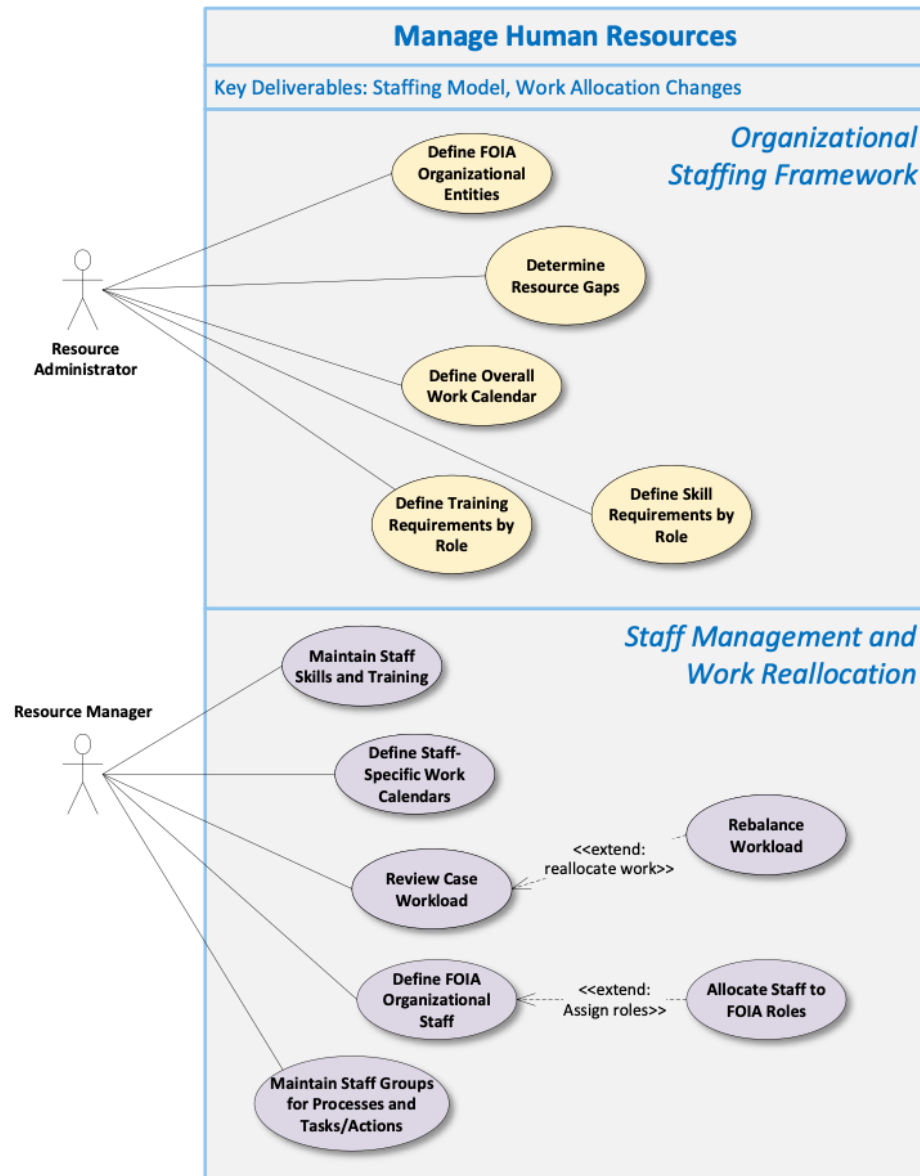 Manage Human Resources
Key Deliverables: Staffing Model, Work Allocation Changes
Organizational
Staffing Framework
Define FOIA
Organizational
Entities
Determine
Resource Gaps
Resource
Administrator
Define Overall
Work Calendar
Define Training
Requirements by
Role
Define Skill
Requirements by
Role
Staff Management and
Work Reallocation
Maintain Staff
Skills and Training
Resource Manager
Define Staff-
Specific Work
Calendars
Rebalance
Workload
<<extend:
reallocate work>>
Review Case
Workload
Define FOIA
Organizational
Staff
<<extend:
Assign roles>>
Allocate Staff to
FOIA Roles
Maintain Staff Groups
for Processes and
Tasks/Actions